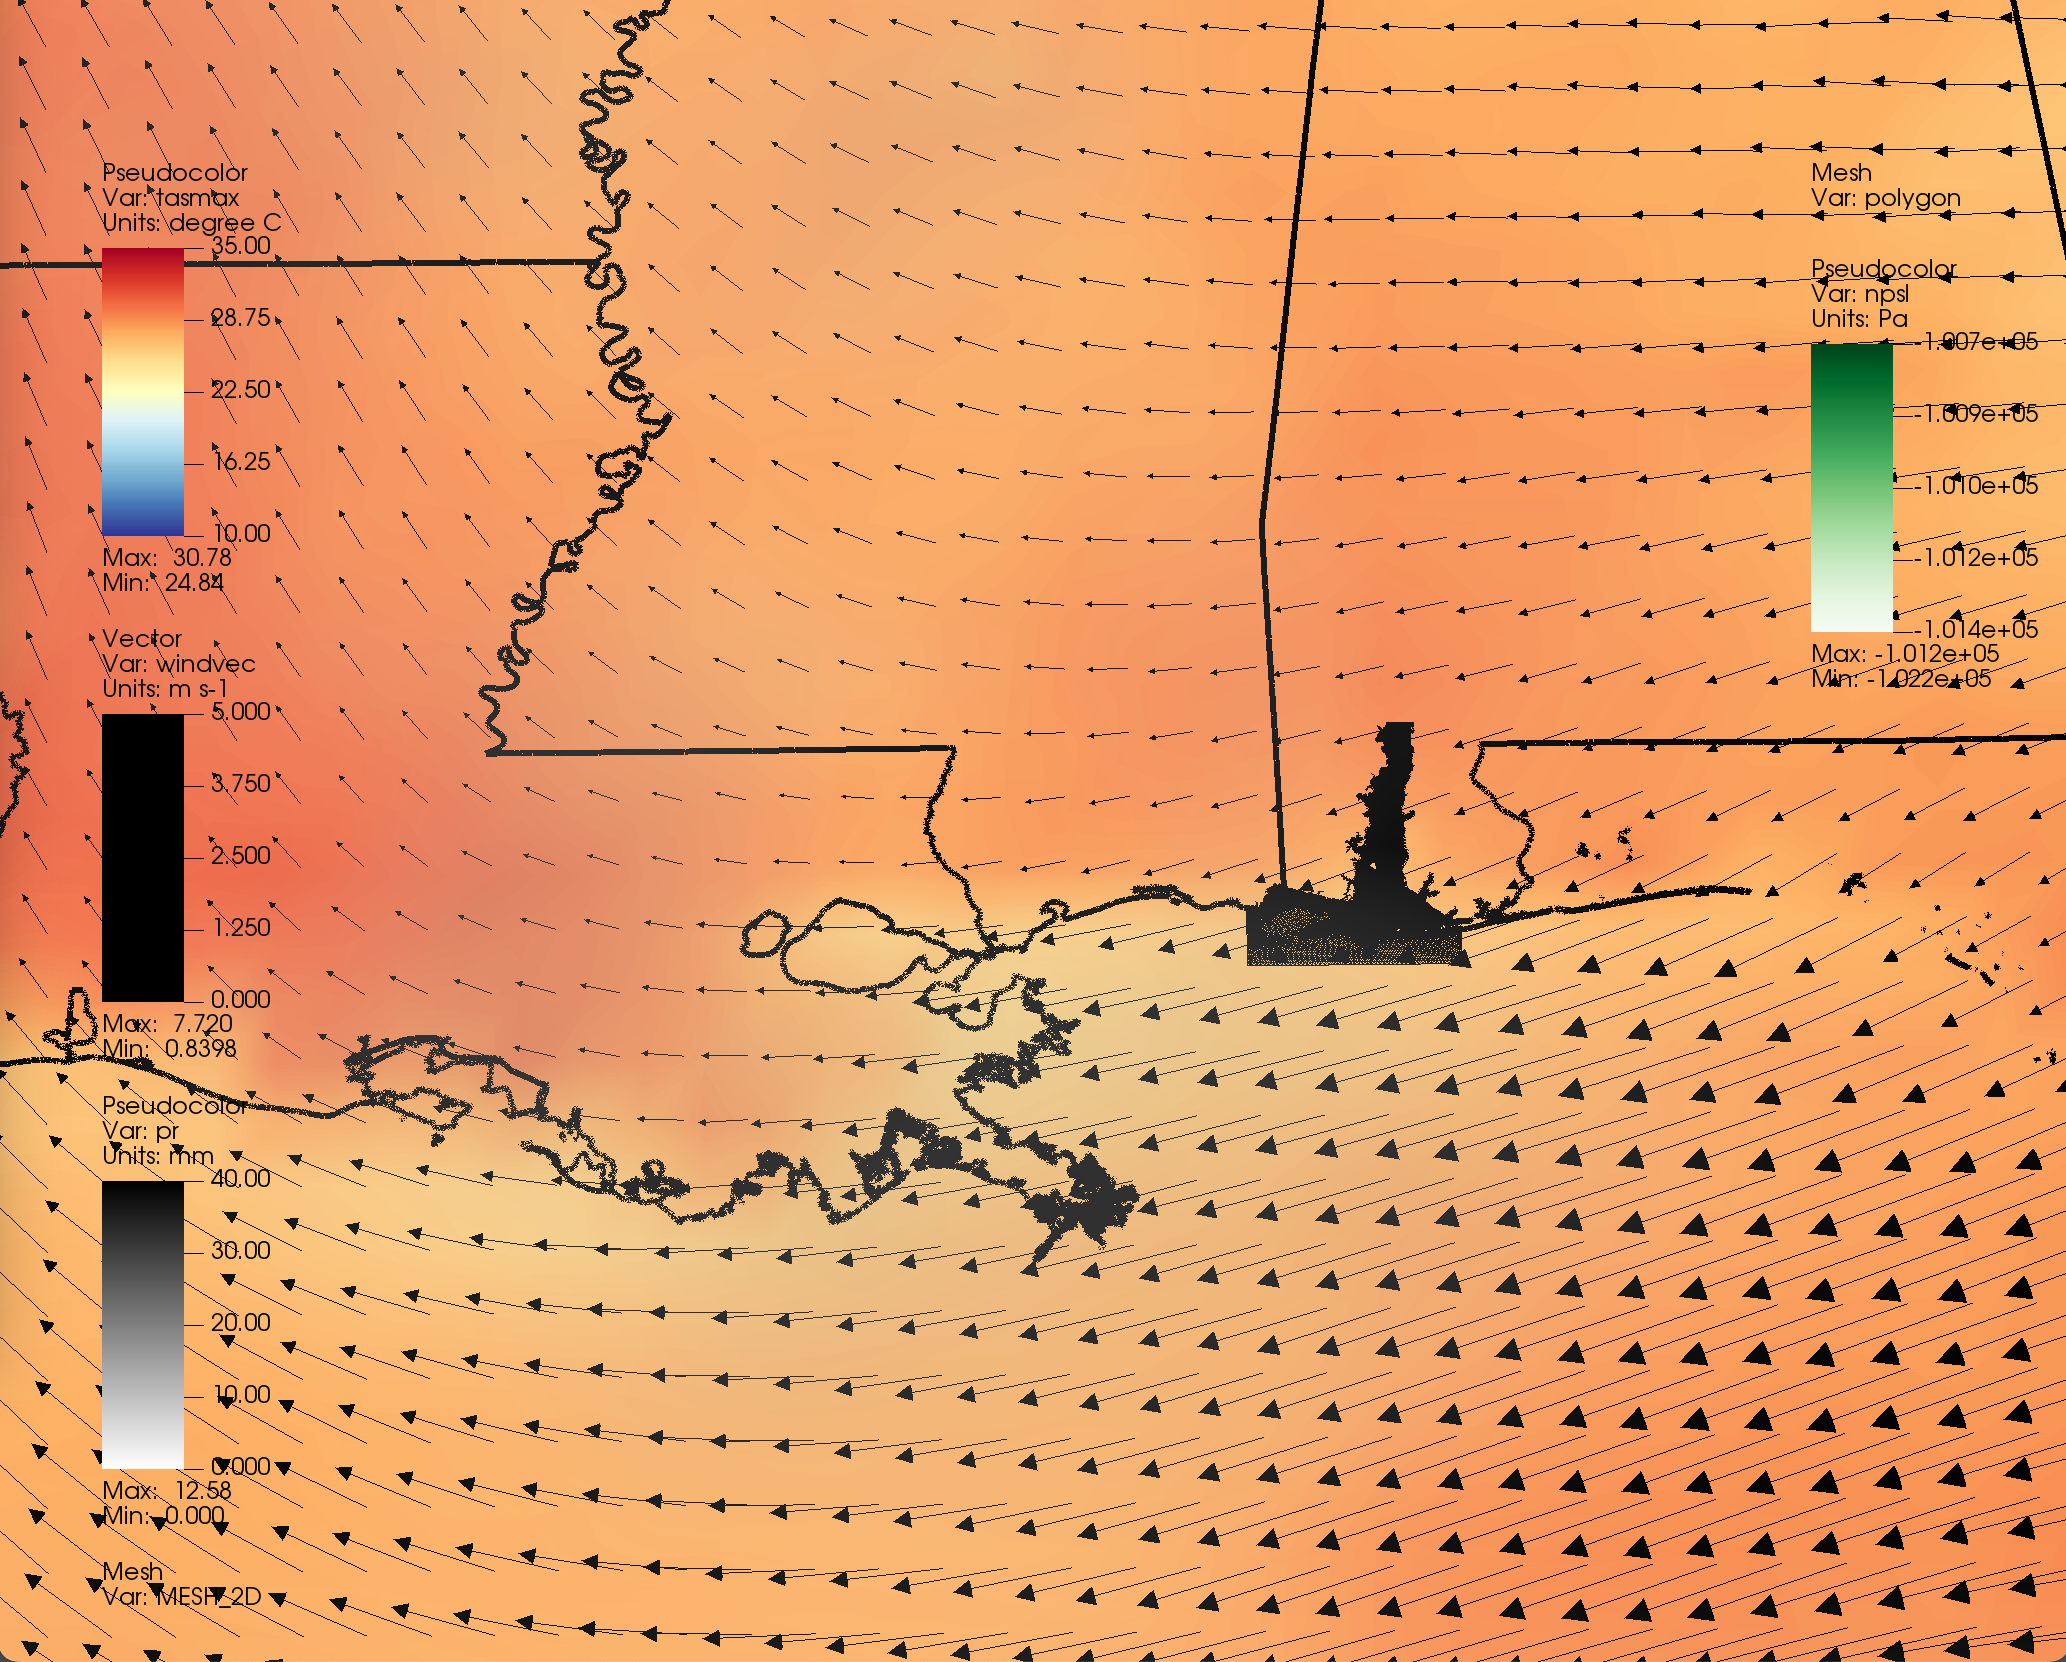 Pseudocolor
Var: tasmax
Units: degree C
35.00
28.75
22.50
16.25
10.00
Max: 30.78
Min: 24.84
Vector
Var: windvec
Units: m s-1
5.000
3.750
2.500
1.250
0.000
Max: 7.720
Min: 0.8398
Pseudocolor
Var: pr
Units: mm
40.00
30.00
20.00
10.00
0.000
Max: 12.58
Min: 0.000
Mesh
Var: MESH_2D
Mesh
Var: polygon
Pseudocolor
Var: npsl
Units: Pa
-1.007e+05
-1.009e+05
-1.010e+05
-1.012e+05
-1.014e+05
Max: -1.012e+05
Min: -1.022e+05